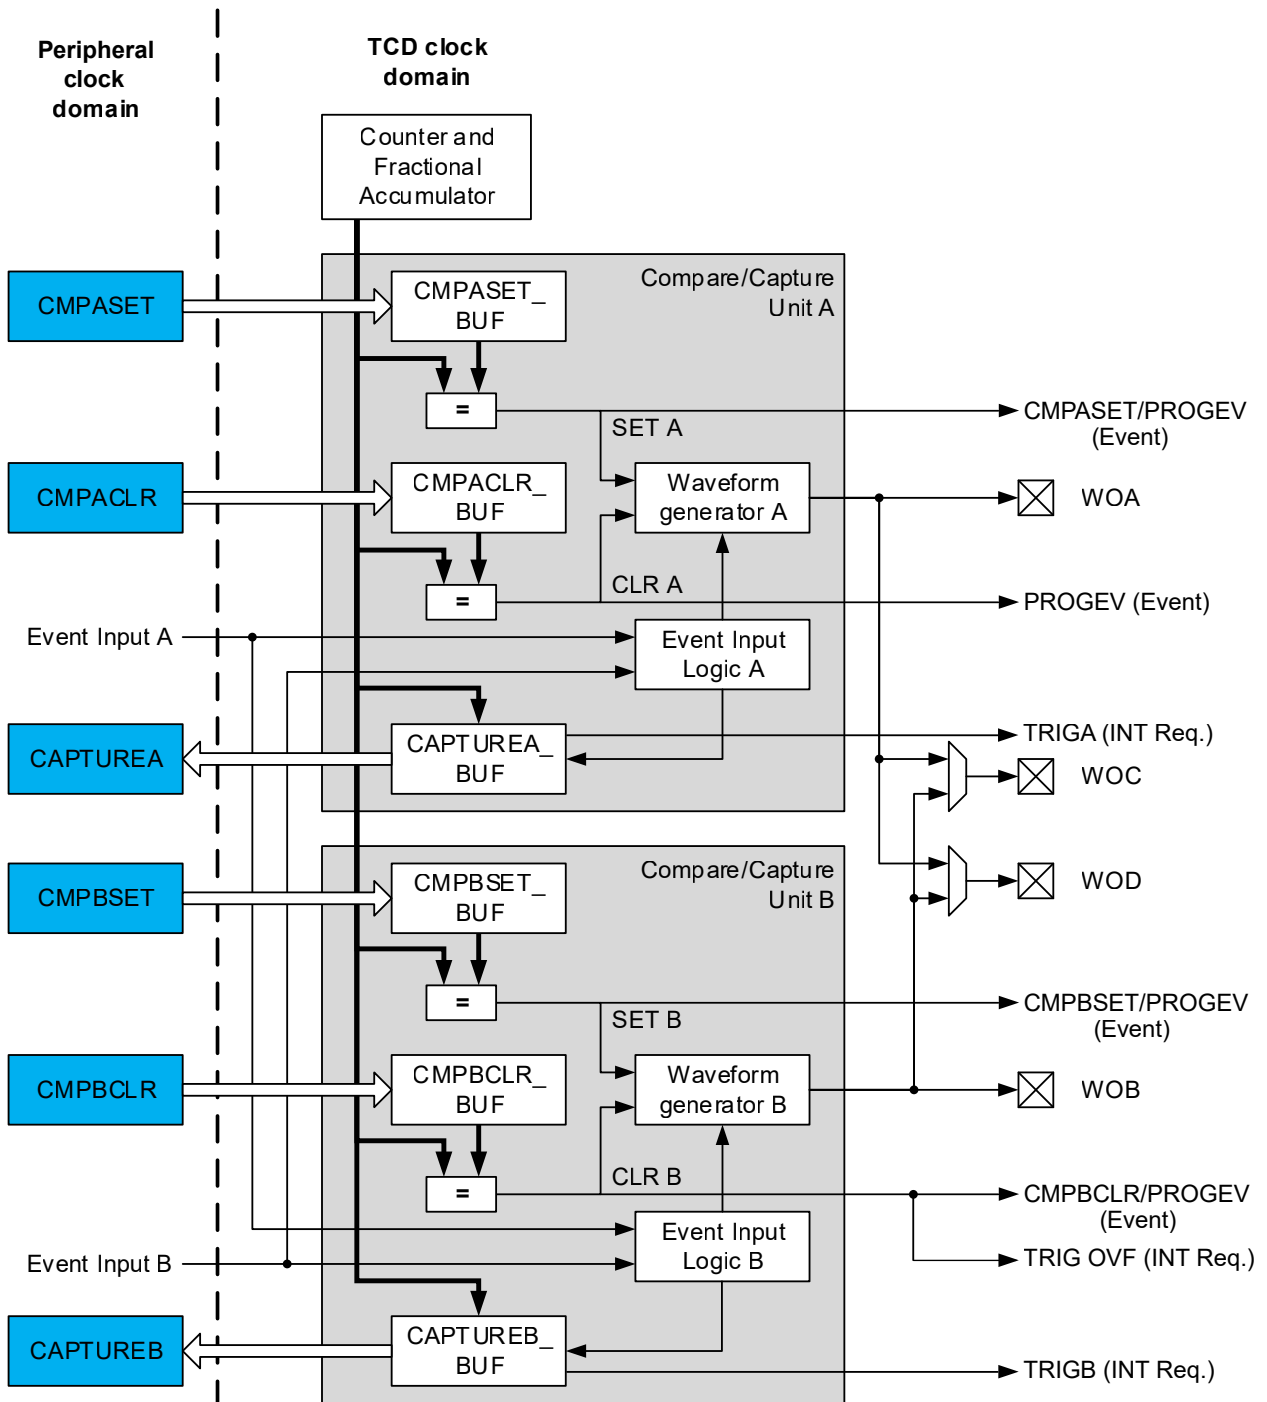 Peripheral
clock
domain
TCD clock
domain
Counter and
Fractional
Accumulator
Compare/Capture
Unit A
CMPASET
CMPASET_
BUF
=
SET A
CMPASET/PROGEV
(Event)
CMPACLR
CMPACLR_
BUF
Waveform
generator A
WOA
=
CLR A
PROGEV (Event)
Event Input A
Event Input
Logic A
CAPTUREA
CAPTUREA_
BUF
TRIGA (INT Req.)
WOC
Compare/Capture
Unit B
CMPBSET
CMPBSET_
BUF
WOD
=
SET B
CMPBSET/PROGEV
(Event)
CMPBCLR
CMPBCLR_
BUF
Waveform
generator B
WOB
=
CLR B
CMPBCLR/PROGEV
(Event)
Event Input B
Event Input
Logic B
TRIG OVF (INT Req.)
CAPTUREB
CAPTUREB_
BUF
TRIGB (INT Req.)